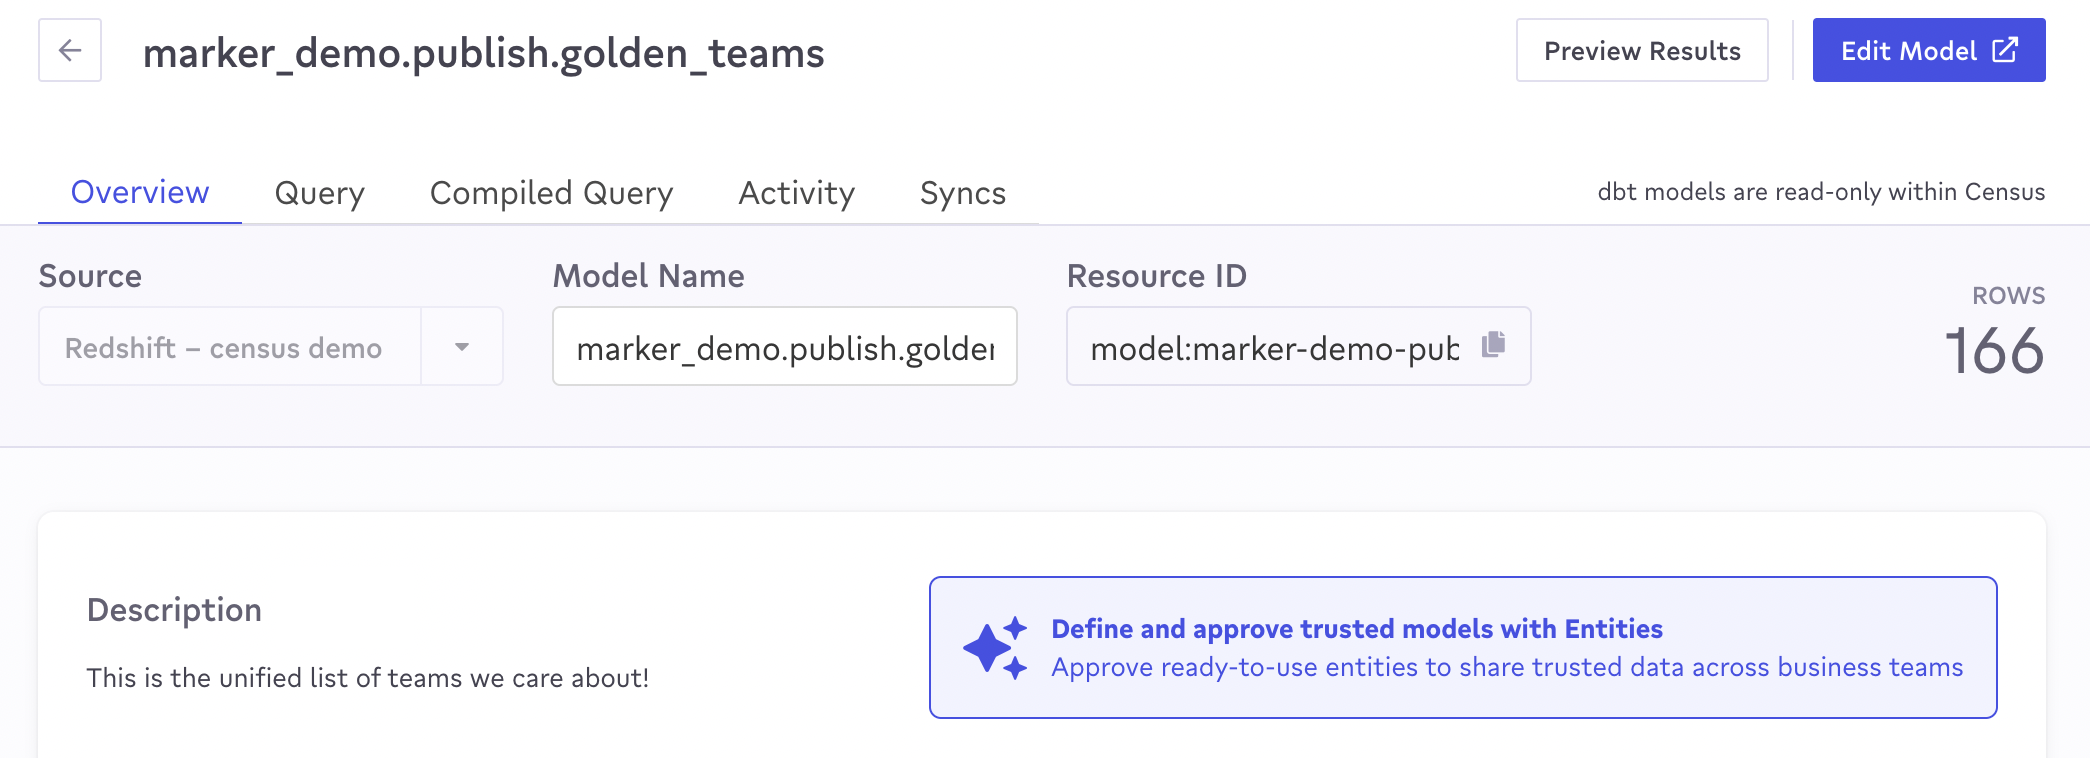 marker_demo.publish.golden_teams
Preview Results
Edit Model
Overview
Query
Compiled Query
Activity
Syncs
dbt models are read-only within Census
Source
Redshift – census demo
Model Name
marker_demo.publish.golder
Resource ID
model:marker-demo-pub
ROWS
166
Description
This is the unified list of teams we care about!
Define and approve trusted models with Entities
Approve ready-to-use entities to share trusted data across business teams